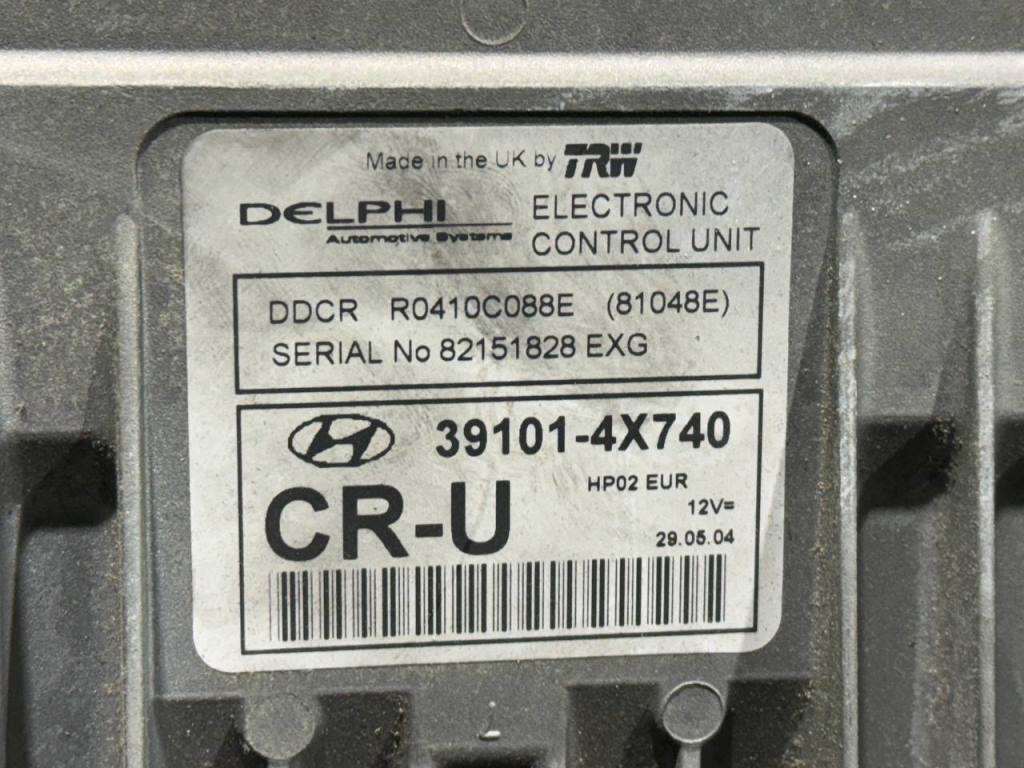 Made in the UK by TRW
DELPHI
Automotive Systems
ELECTRONIC
CONTROL UNIT
DDCR R0410C088E (81048E)
SERIAL No 82151828 EXG
39101-4X740
HP02 EUR
CR-U
12V=
29.05.04